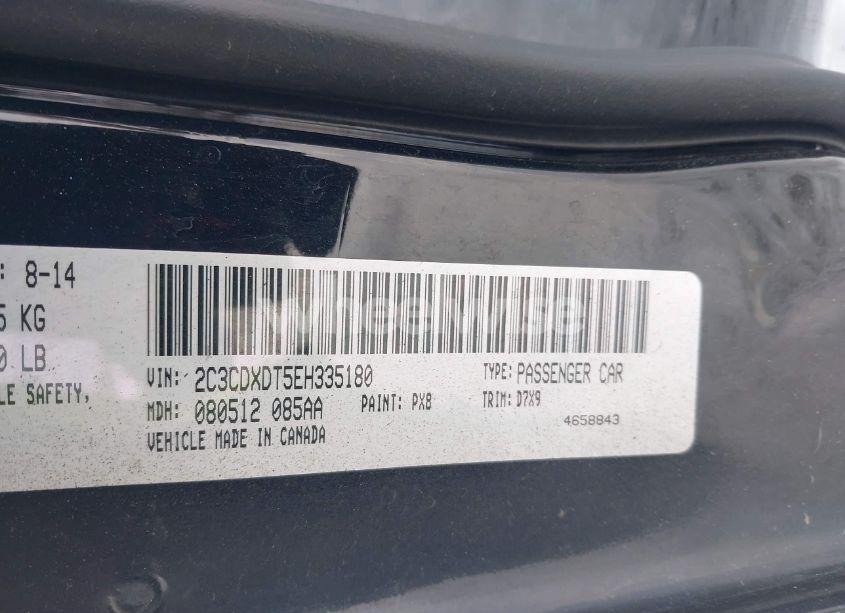 : 8-14
5 KG
0 LB
LE SAFETY,
wheelwise
VIN: 2C3CDXDT5EH335180
TYPE: PASSENGER CAR
MDH: 080512 085AA
PAINT: PX8
TRIM: D7X9
VEHICLE MADE IN CANADA
4658843